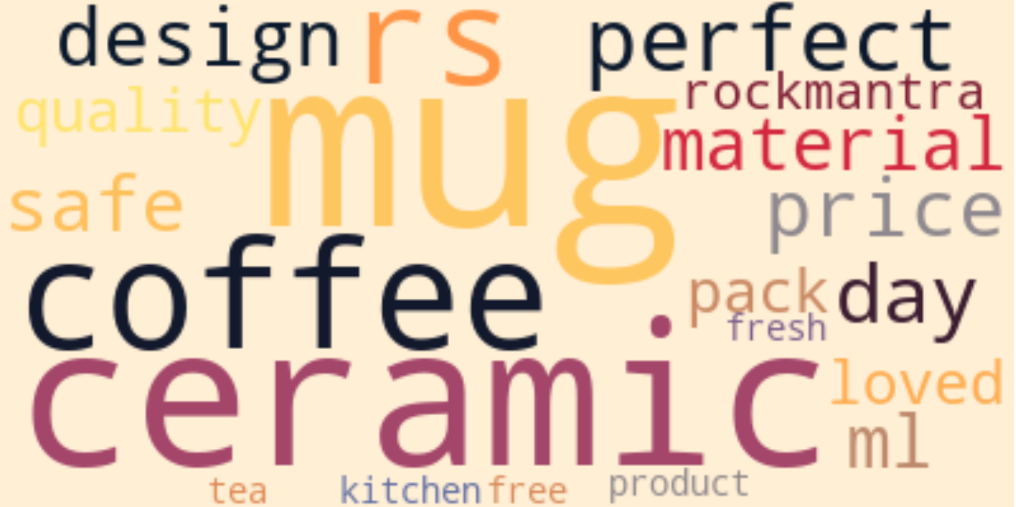 design rs perfect
quality mug rockmantra
material
safe price
coffee pack day
fresh
ceramic loved
ml
tea kitchen free product